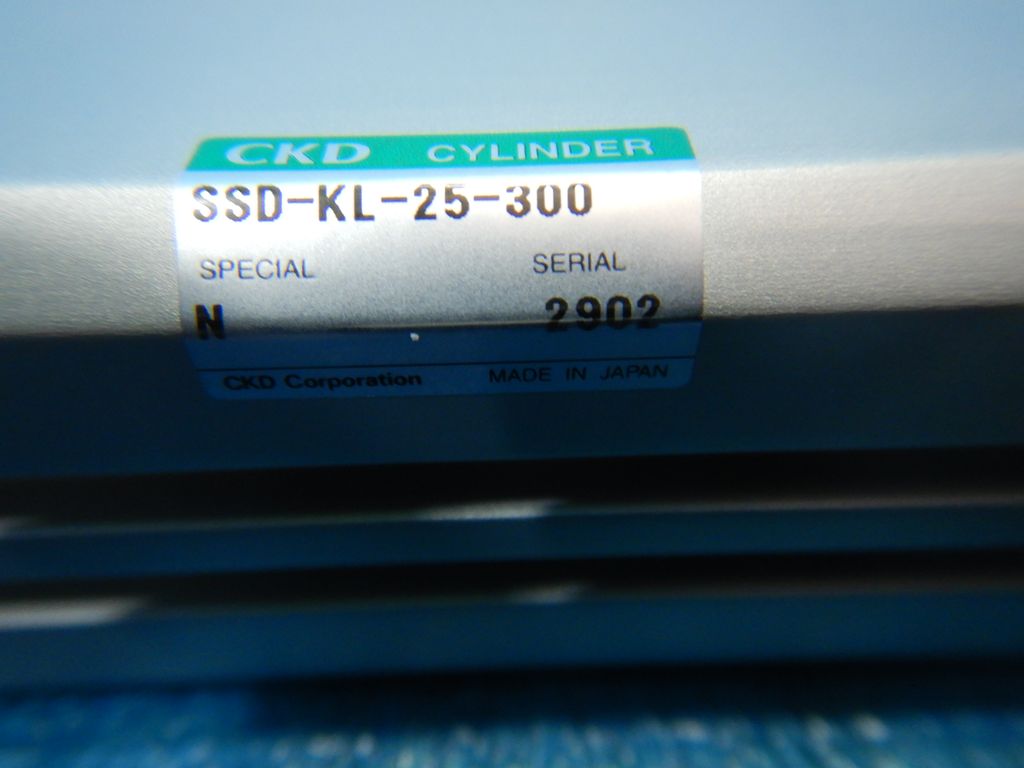 CKD CYLINDER
SSD-KL-25-300
SPECIAL SERIAL
N 2902
CKD Corporation MADE IN JAPAN